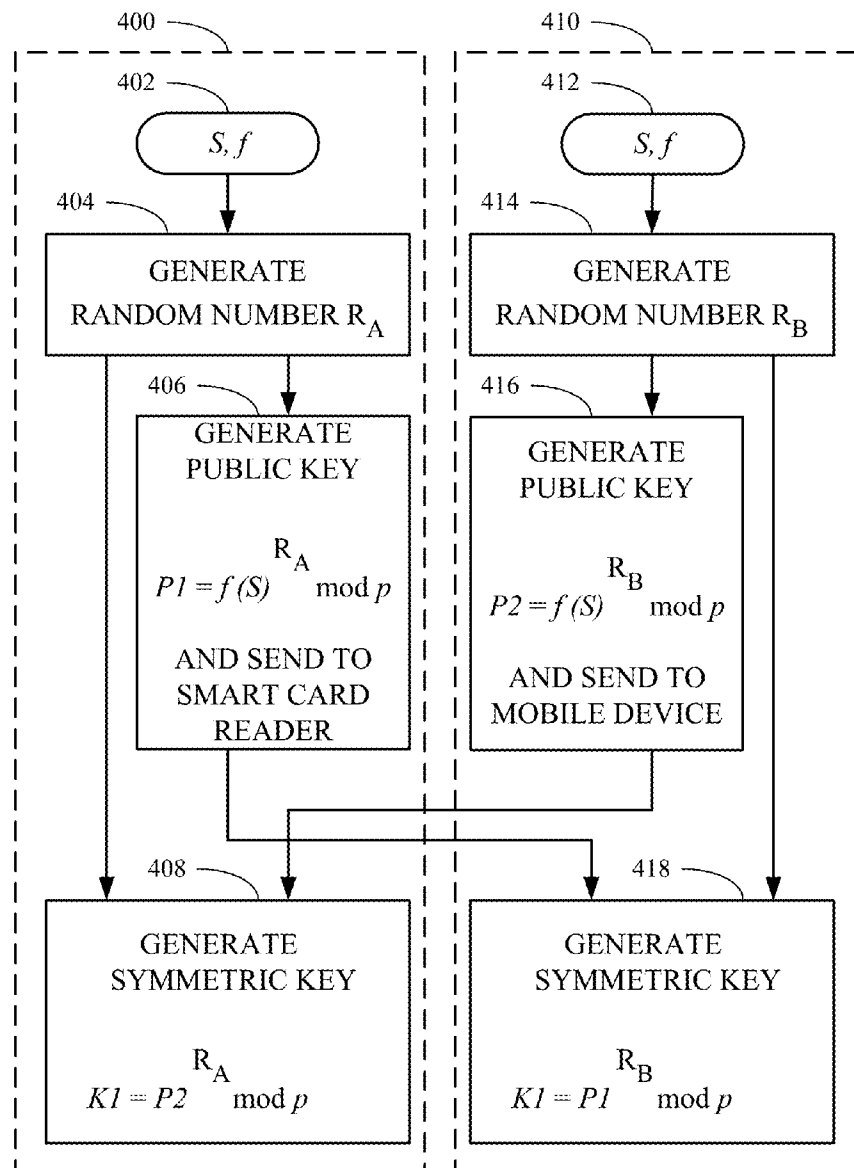 400
402
S, f
404
GENERATE
RANDOM NUMBER R_A
406
GENERATE
PUBLIC KEY
P1 = f (S)^R_A mod p
AND SEND TO
SMART CARD
READER
408
GENERATE
SYMMETRIC KEY
K1 = P2^R_A mod p
410
412
S, f
414
GENERATE
RANDOM NUMBER R_B
416
GENERATE
PUBLIC KEY
P2 = f (S)^R_B mod p
AND SEND TO
MOBILE DEVICE
418
GENERATE
SYMMETRIC KEY
K1 = P1^R_B mod p